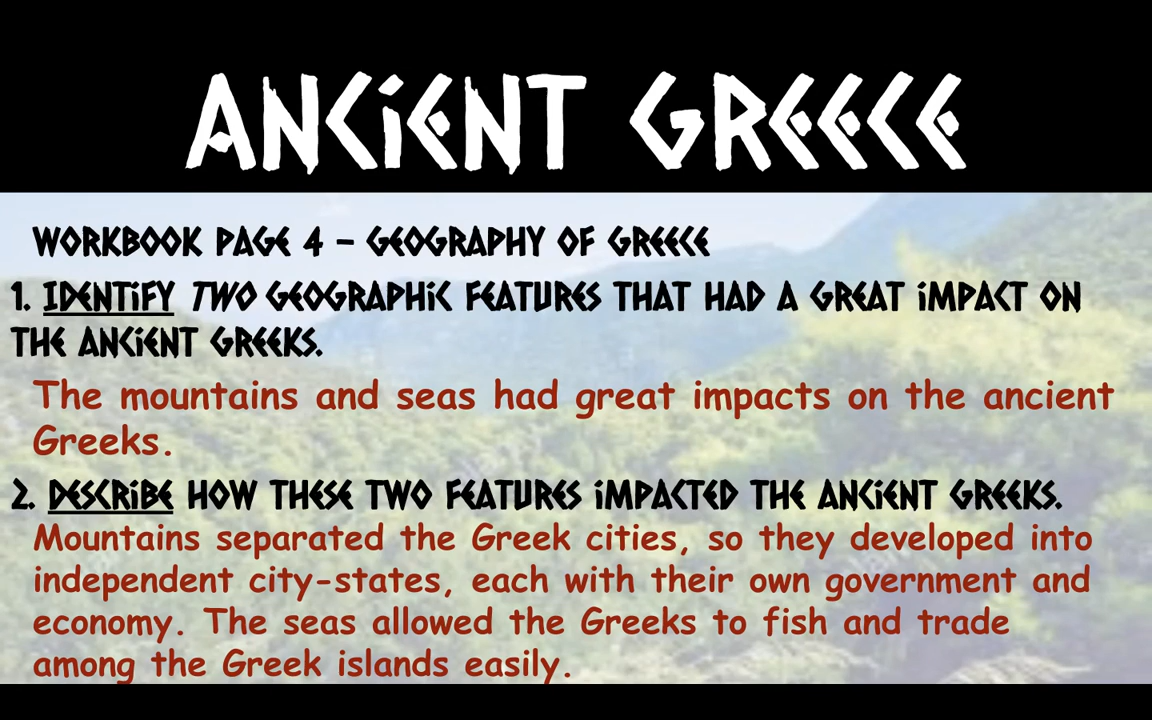 ANCIENT GREECE
WORKBOOK PAGE 4 – GEOGRAPHY OF GREECE
1. IDENTIFY TWO GEOGRAPHIC FEATURES THAT HAD A GREAT IMPACT ON
THE ANCIENT GREEKS.
The mountains and seas had great impacts on the ancient
Greeks.
2. DESCRIBE HOW THESE TWO FEATURES IMPACTED THE ANCIENT GREEKS.
Mountains separated the Greek cities, so they developed into
independent city-states, each with their own government and
economy. The seas allowed the Greeks to fish and trade
among the Greek islands easily.